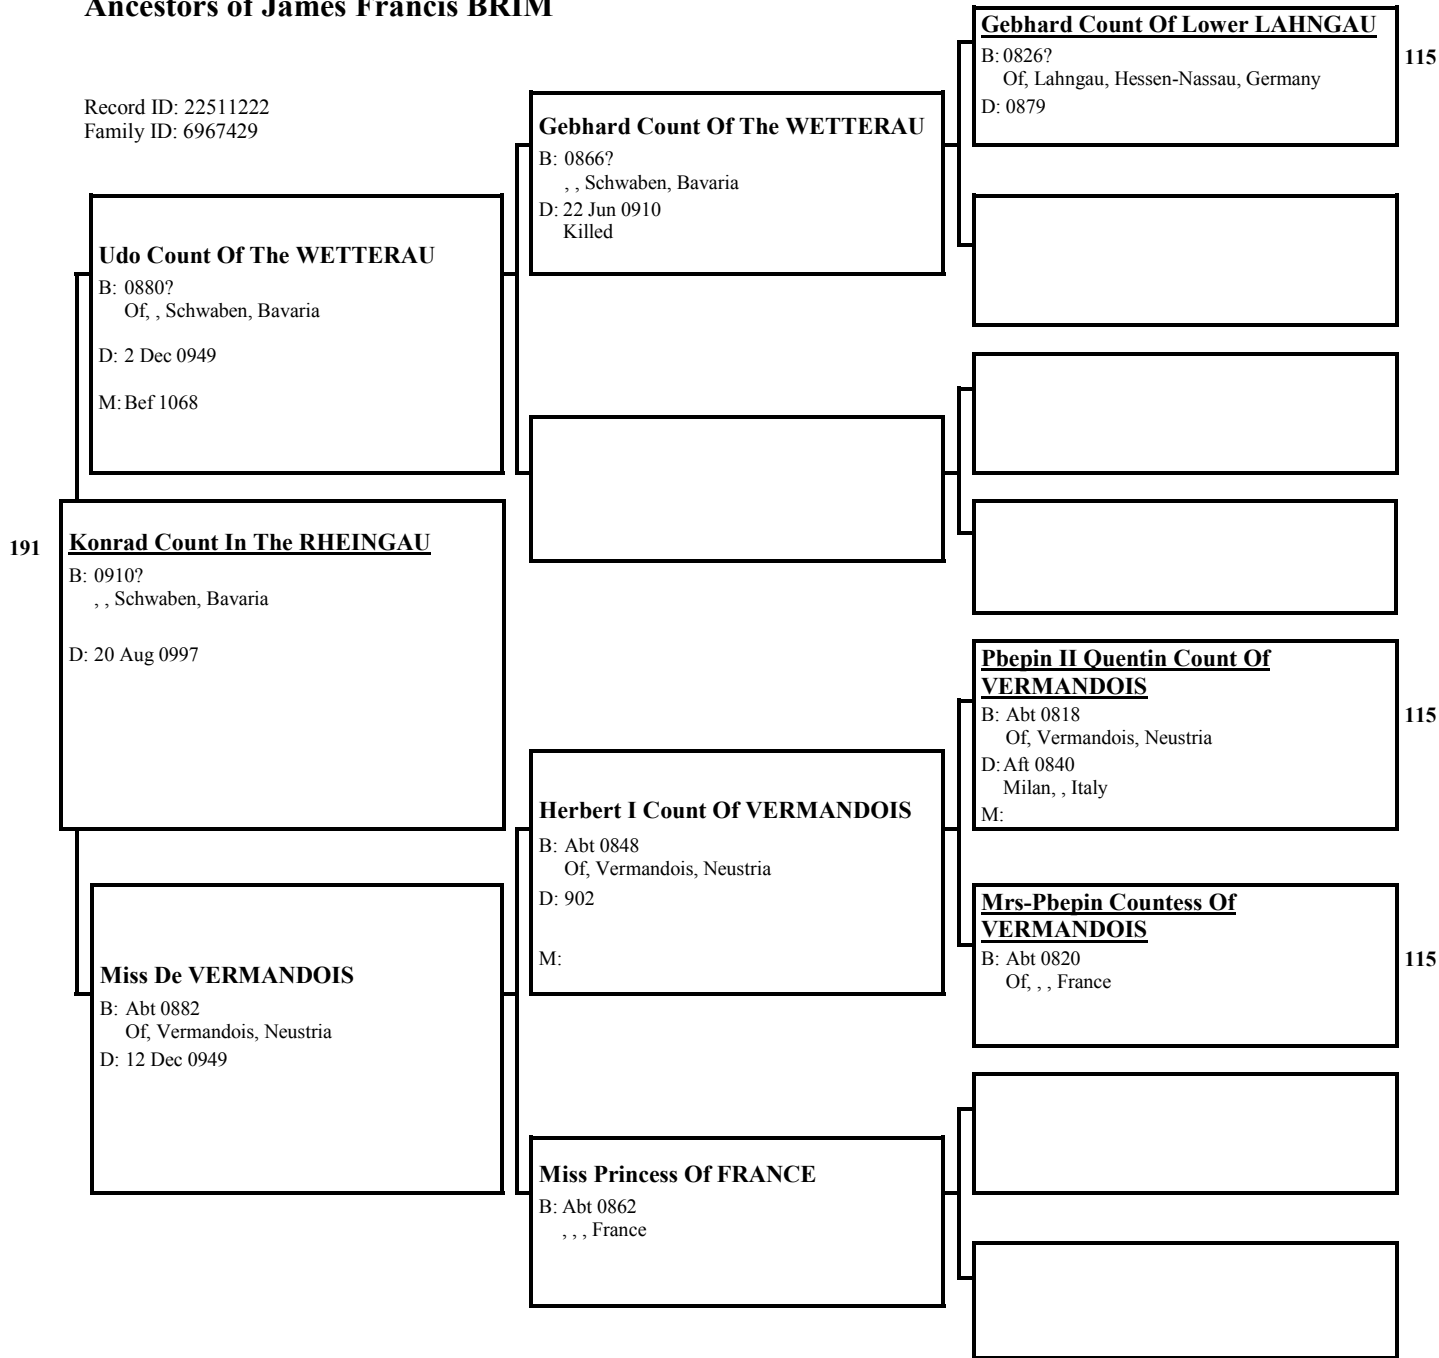 Ancestors of James Francis BRIM
Record ID: 22511222
Family ID: 6967429
191
Konrad Count In The RHEINGAU
B: 0910?
, , Schwaben, Bavaria
D: 20 Aug 0997
Udo Count Of The WETTERAU
B: 0880?
Of, , Schwaben, Bavaria
D: 2 Dec 0949
M: Bef 1068
Miss De VERMANDOIS
B: Abt 0882
Of, Vermandois, Neustria
D: 12 Dec 0949
Gebhard Count Of The WETTERAU
B: 0866?
, , Schwaben, Bavaria
D: 22 Jun 0910
Killed
Herbert I Count Of VERMANDOIS
B: Abt 0848
Of, Vermandois, Neustria
D: 902
M:
Miss Princess Of FRANCE
B: Abt 0862
, , , France
Gebhard Count Of Lower LAHNGAU
B: 0826?
Of, Lahngau, Hessen-Nassau, Germany
D: 0879
115
Pbepin II Quentin Count Of
VERMANDOIS
B: Abt 0818
Of, Vermandois, Neustria
D: Aft 0840
Milan, , Italy
M:
115
Mrs-Pbepin Countess Of
VERMANDOIS
B: Abt 0820
Of, , , France
115